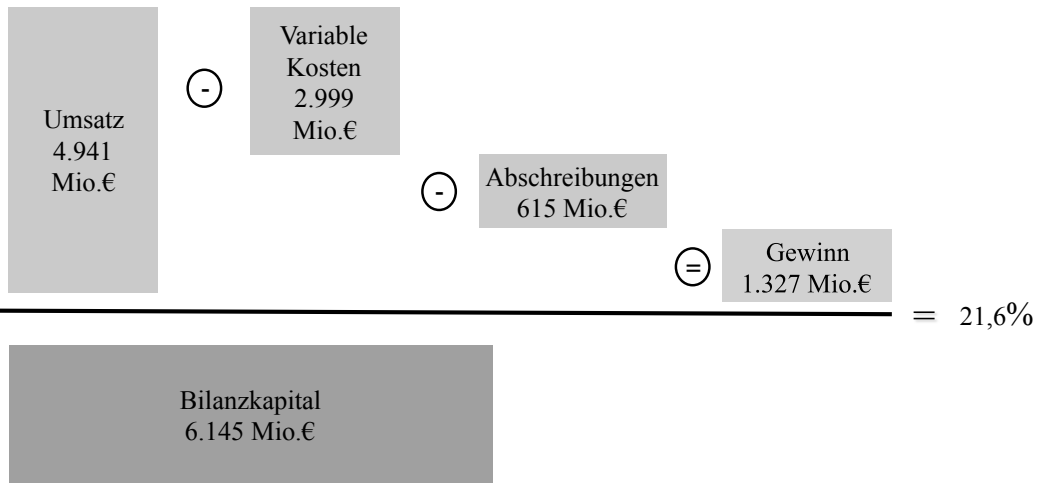 Umsatz
4.941
Mio.€
-
Variable
Kosten
2.999
Mio.€
-
Abschreibungen
615 Mio.€
=
Gewinn
1.327 Mio.€
= 21,6%
Bilanzkapital
6.145 Mio.€